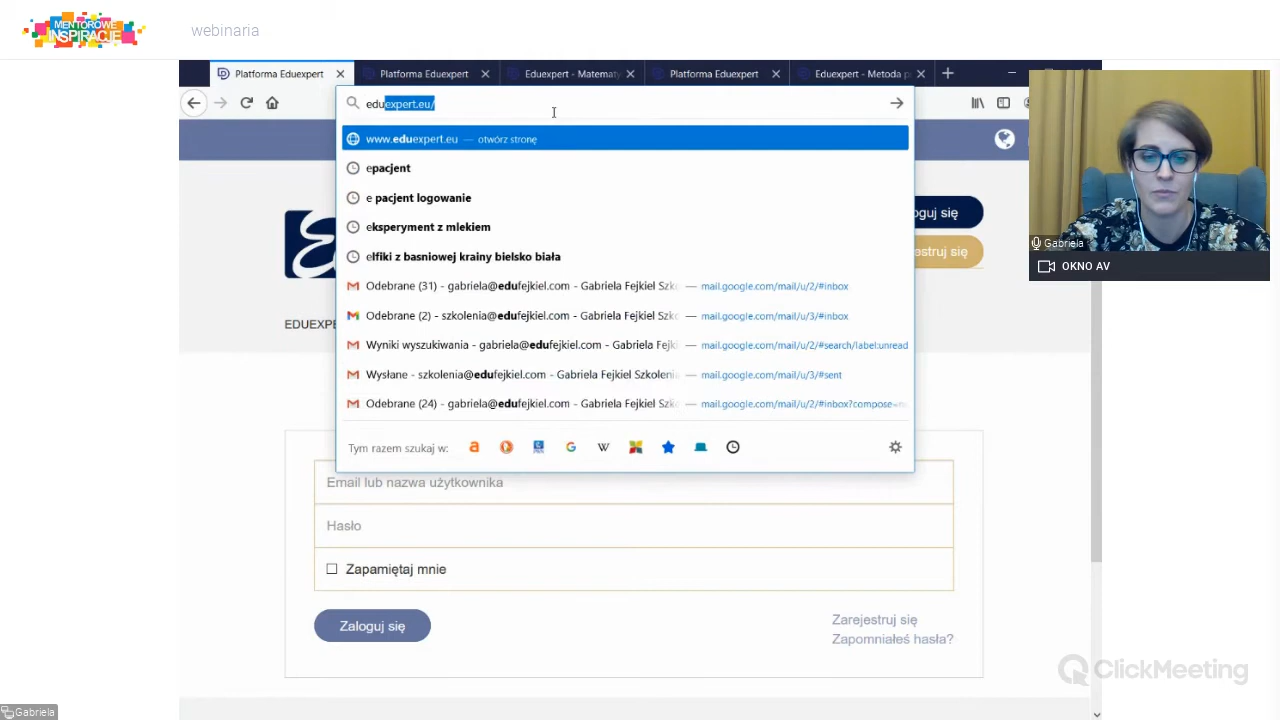 MENTOROWE
INSPIRACJE
webinaria
Platforma Eduexpert
Platforma Eduexpert
Eduexpert - Matematy
Platforma Eduexpert
Eduexpert - Metoda p
eduexpert.eu/
www.eduexpert.eu — otwórz stronę
epacjent
e pacjent logowanie
eksperyment z mlekiem
elfiki z basniowej krainy bielsko biała
Odebrane (31) - gabriela@edufejkiel.com - Gabriela Fejkiel Szko — mail.google.com/mail/u/2/#inbox
Odebrane (2) - szkolenia@edufejkiel.com - Gabriela Fejkiel Szko — mail.google.com/mail/u/3/#inbox
Wyniki wyszukiwania - gabriela@edufejkiel.com - Gabriela Fejki — mail.google.com/mail/u/2/#search/label:unread
Wysłane - szkolenia@edufejkiel.com - Gabriela Fejkiel Szkolenia — mail.google.com/mail/u/3/#sent
Odebrane (24) - gabriela@edufejkiel.com - Gabriela Fejkiel Szko — mail.google.com/mail/u/2/#inbox?compose=n
Tym razem szukaj w:
oguj się
estruj się
EDUEXPE
Email lub nazwa użytkownika
Hasło
Zapamiętaj mnie
Zaloguj się
Zarejestruj się
Zapomniałeś hasła?
Gabriela
OKNO AV
ClickMeeting
Gabriela